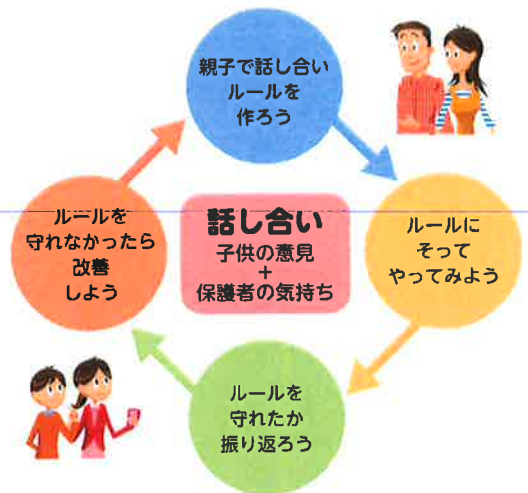 親子で話し合い
ルールを
作ろう
ルールに
そって
やってみよう
ルールを
守れたか
振り返ろう
ルールを
守れなかったら
改善
しよう
話し合い
子供の意見
+
保護者の気持ち